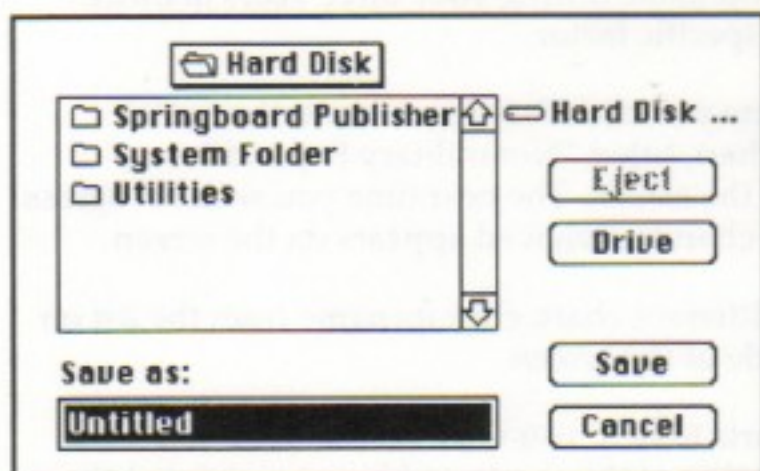 Hard Disk
Springboard Publisher
System Folder
Utilities
Hard Disk ...
Eject
Drive
Save as:
Untitled
Save
Cancel